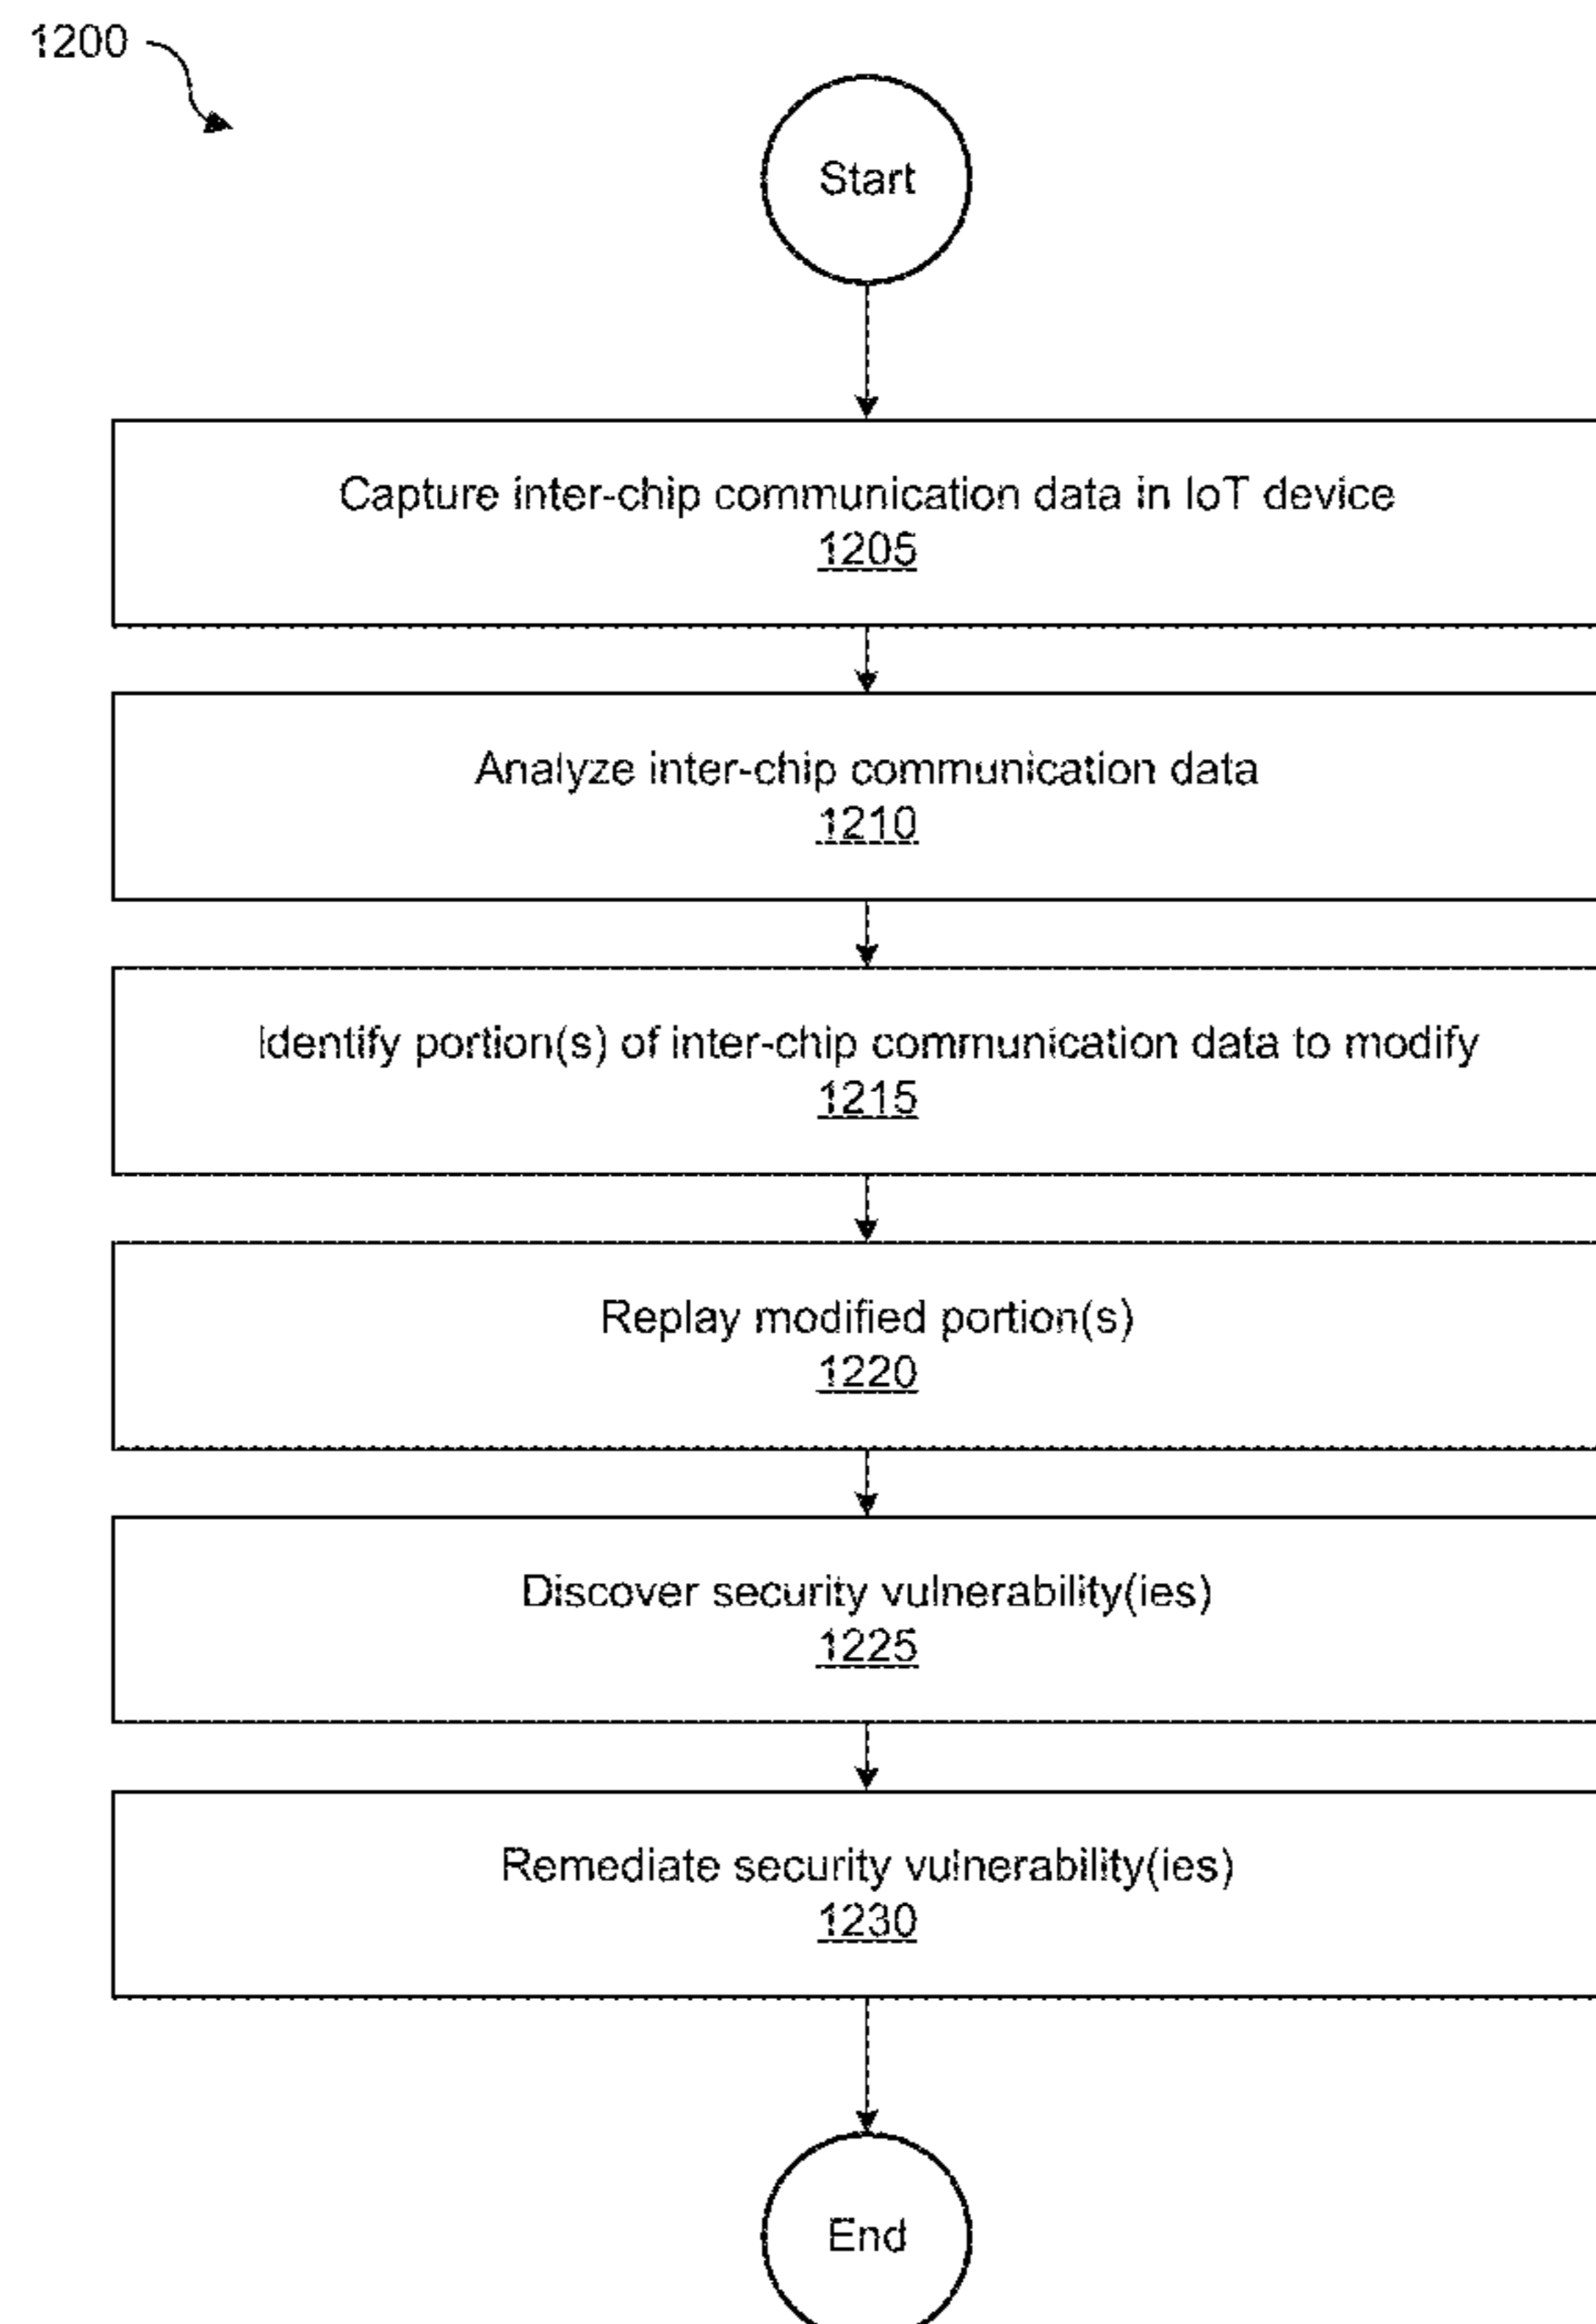 1200
Start
Capture inter-chip communication data in IoT device
1205
Analyze inter-chip communication data
1210
Identify portion(s) of inter-chip communication data to modify
1215
Replay modified portion(s)
1220
Discover security vulnerability(ies)
1225
Remediate security vulnerability(ies)
1230
End